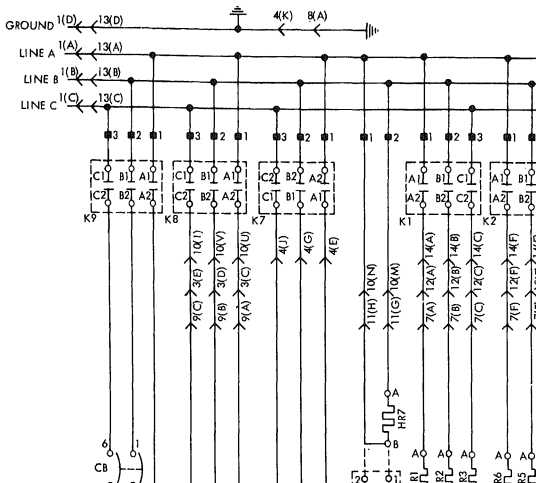 GROUND 1(D) 13(D) 4(K) 8(A)
LINE A 1(A) 13(A)
LINE B 1(B) 13(B)
LINE C 1(C) 13(C)
3 2 1 3 2 1 3 2 1 1 2 1 2 3 1 2
C1 B1 A1 C1 B1 A1 C2 B2 A2 A1 B1 C1 A1 B1
C2 B2 A2 C2 B2 A2 C1 B1 A1 A2 B2 C2 A2 B2
K9 K8 K7 K1 K2
10(T) 10(V) 10(U) 4(J) 4(G) 4(E) 10(N) 10(M) 14(A) 14(B) 14(C) 14(F)
3(E) 3(D) 3(C) 12(A) 12(B) 12(C) 12(F)
9(C) 9(B) 9(A) 11(H) 11(G) 7(A) 7(B) 7(C) 7(F)
A
HR7
B
6 1
CB
A A A A A
2 1
R1 R2 R3 R6 R5